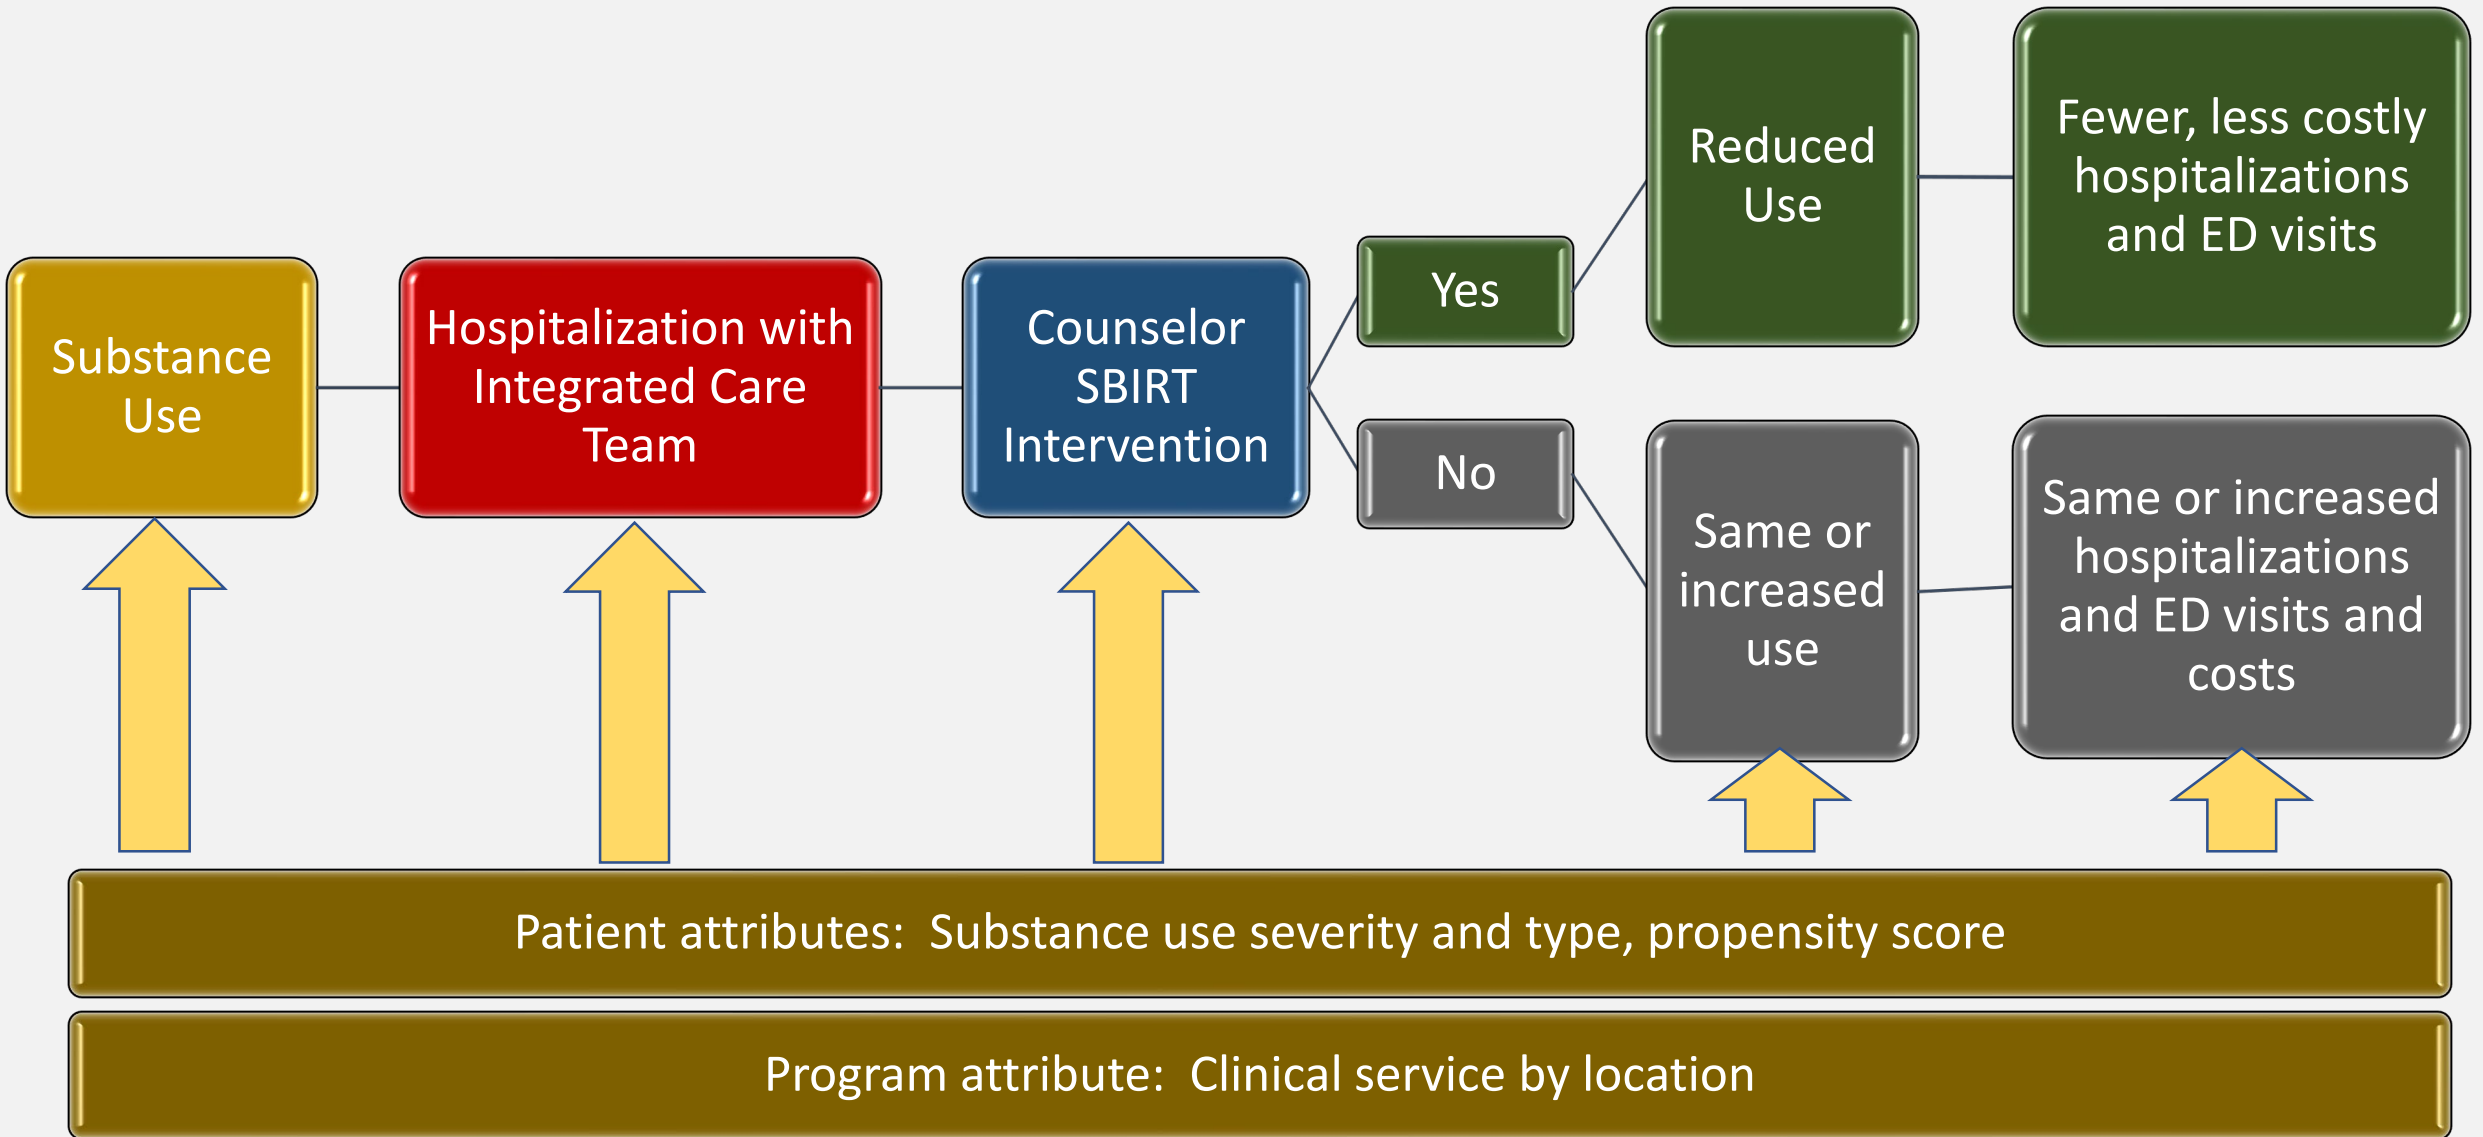 Substance
Use
Hospitalization with
Integrated Care
Team
Counselor
SBIRT
Intervention
Yes
No
Reduced
Use
Fewer, less costly
hospitalizations
and ED visits
Same or
increased
use
Same or increased
hospitalizations
and ED visits and
costs
Patient attributes:  Substance use severity and type, propensity score
Program attribute:  Clinical service by location